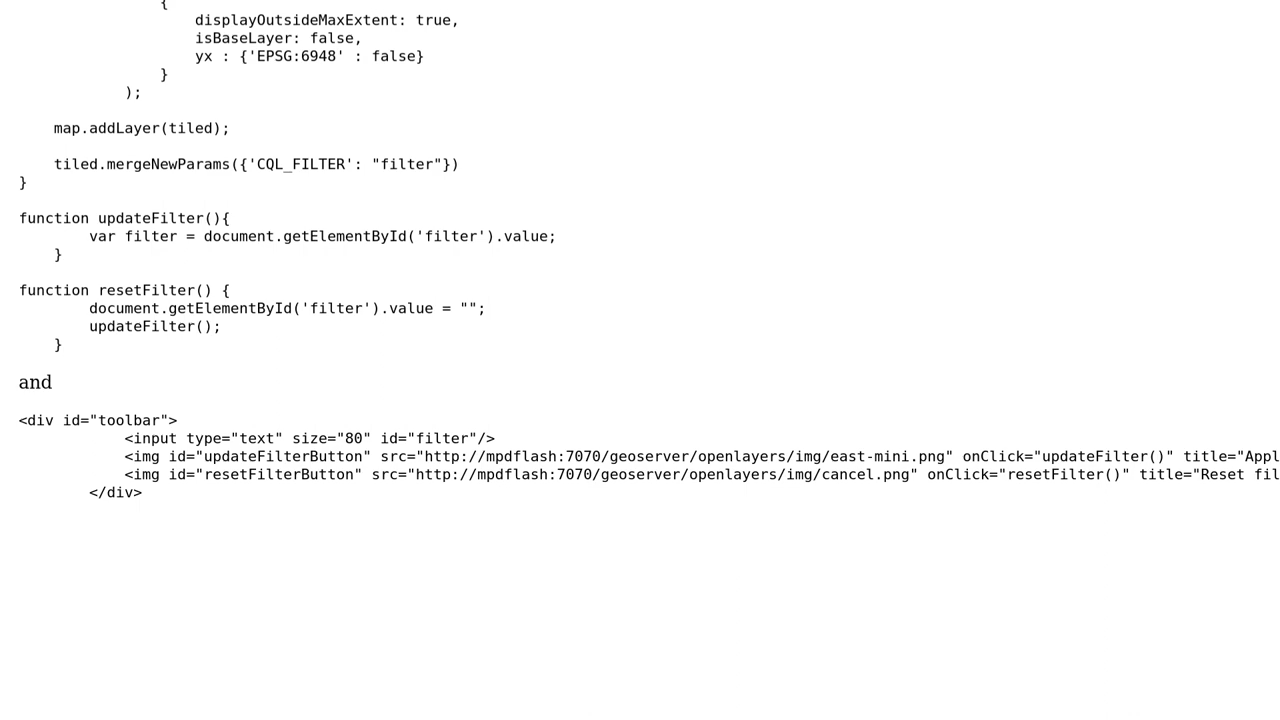 {
displayOutsideMaxExtent: true,
isBaseLayer: false,
yx : {'EPSG:6948' : false}
}
);
map.addLayer(tiled);
tiled.mergeNewParams({'CQL_FILTER': "filter"})
}
function updateFilter(){
var filter = document.getElementById('filter').value;
}
function resetFilter() {
document.getElementById('filter').value = "";
updateFilter();
}
and
<div id="toolbar">
<input type="text" size="80" id="filter"/>
<img id="updateFilterButton" src="http://mpdflash:7070/geoserver/openlayers/img/east-mini.png" onClick="updateFilter()" title="Appl
<img id="resetFilterButton" src="http://mpdflash:7070/geoserver/openlayers/img/cancel.png" onClick="resetFilter()" title="Reset fil
</div>